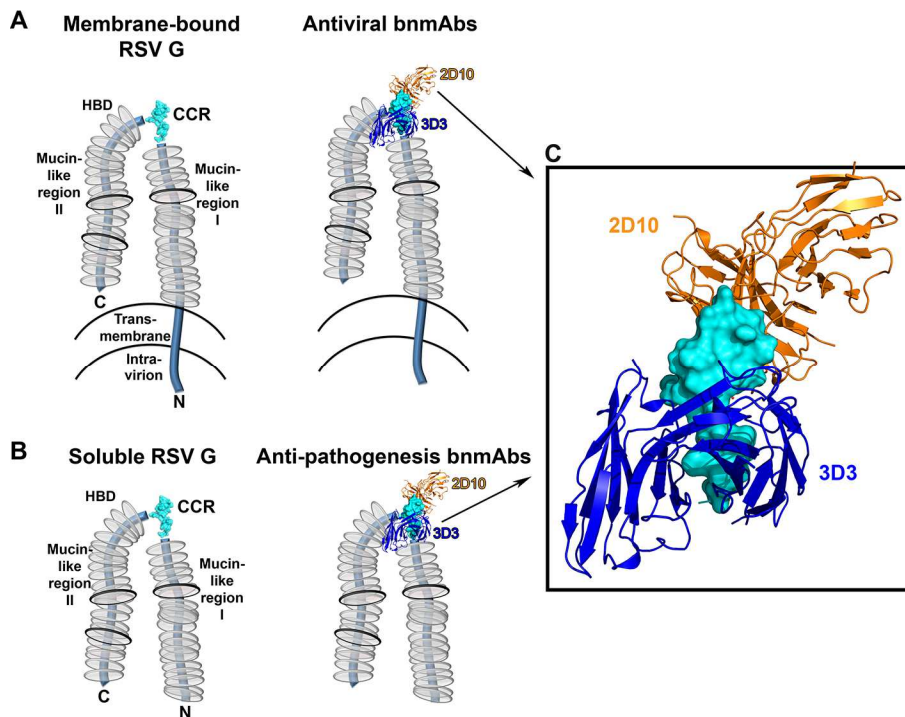 A
Membrane-bound
RSV G
Antiviral bnmAbs
HBD
CCR
Mucin-
like
region
II
Mucin-
like
region
I
C
Trans-
membrane
Intra-
virion
N
2D10
3D3
B
Soluble RSV G
Anti-pathogenesis bnmAbs
HBD
CCR
Mucin-
like
region
II
Mucin-
like
region
I
C
N
2D10
3D3
C
2D10
3D3